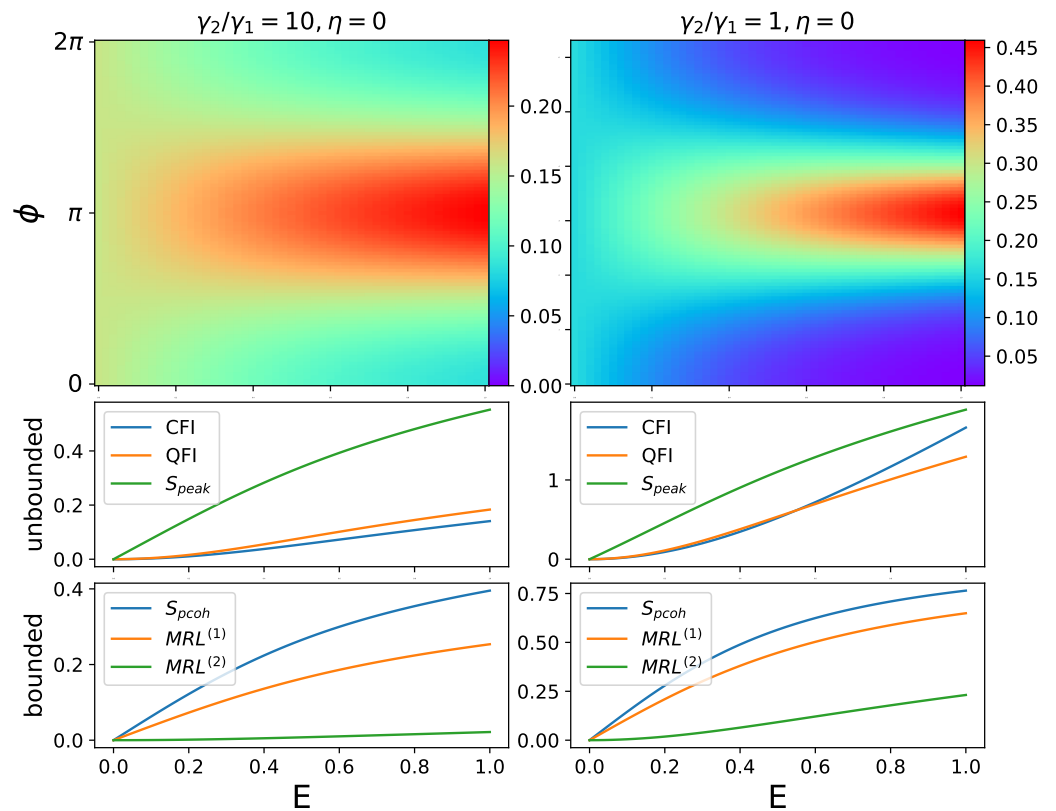 γ₂/γ₁ = 10, η = 0
γ₂/γ₁ = 1, η = 0
2π
π
0
ϕ
0.20
0.15
0.10
0.05
0.00
0.45
0.40
0.35
0.30
0.25
0.20
0.15
0.10
0.05
unbounded
0.4
0.2
0.0
CFI
QFI
S_peak
1
0
CFI
QFI
S_peak
bounded
0.4
0.2
0.0
S_pcoh
MRL⁽¹⁾
MRL⁽²⁾
0.75
0.50
0.25
0.00
S_pcoh
MRL⁽¹⁾
MRL⁽²⁾
0.0 0.2 0.4 0.6 0.8 1.0
0.0 0.2 0.4 0.6 0.8 1.0
E
E